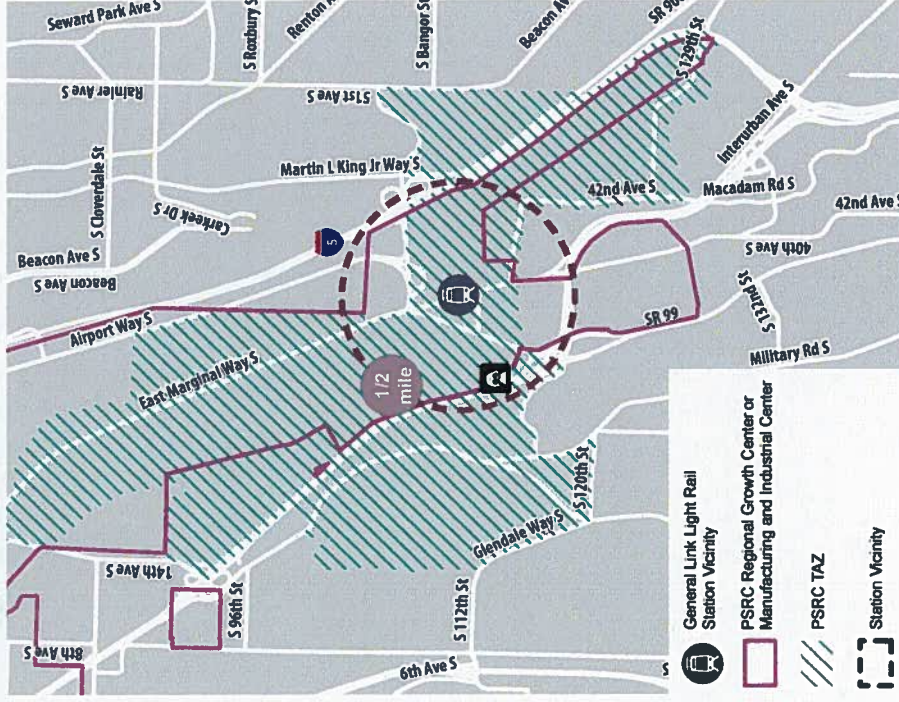 Seward Park Ave S
S Roxbury S
Renton
S Bangor S
Beacon Av
SR 90
Rainier Ave S
S 129th St
51st Ave S
S Cloverdale St
Martin L King Jr Way S
Interurban Ave S
Carkeek Dr S
42nd Ave S
Macadam Rd S
42nd Ave S
Beacon Ave S
Beacon Ave S
5
40th Ave S
Airport Way S
SR 99
S 132nd St
East Marginal Way S
Military Rd S
1/2
mile
14th Ave S
S 120th St
Glendale Way S
S 96th St
S 112th St
8th Ave S
6th Ave S
S
General Link Light Rail
Station Vicinity
PSRC Regional Growth Center or
Manufacturing and Industrial Center
PSRC TAZ
Station Vicinity